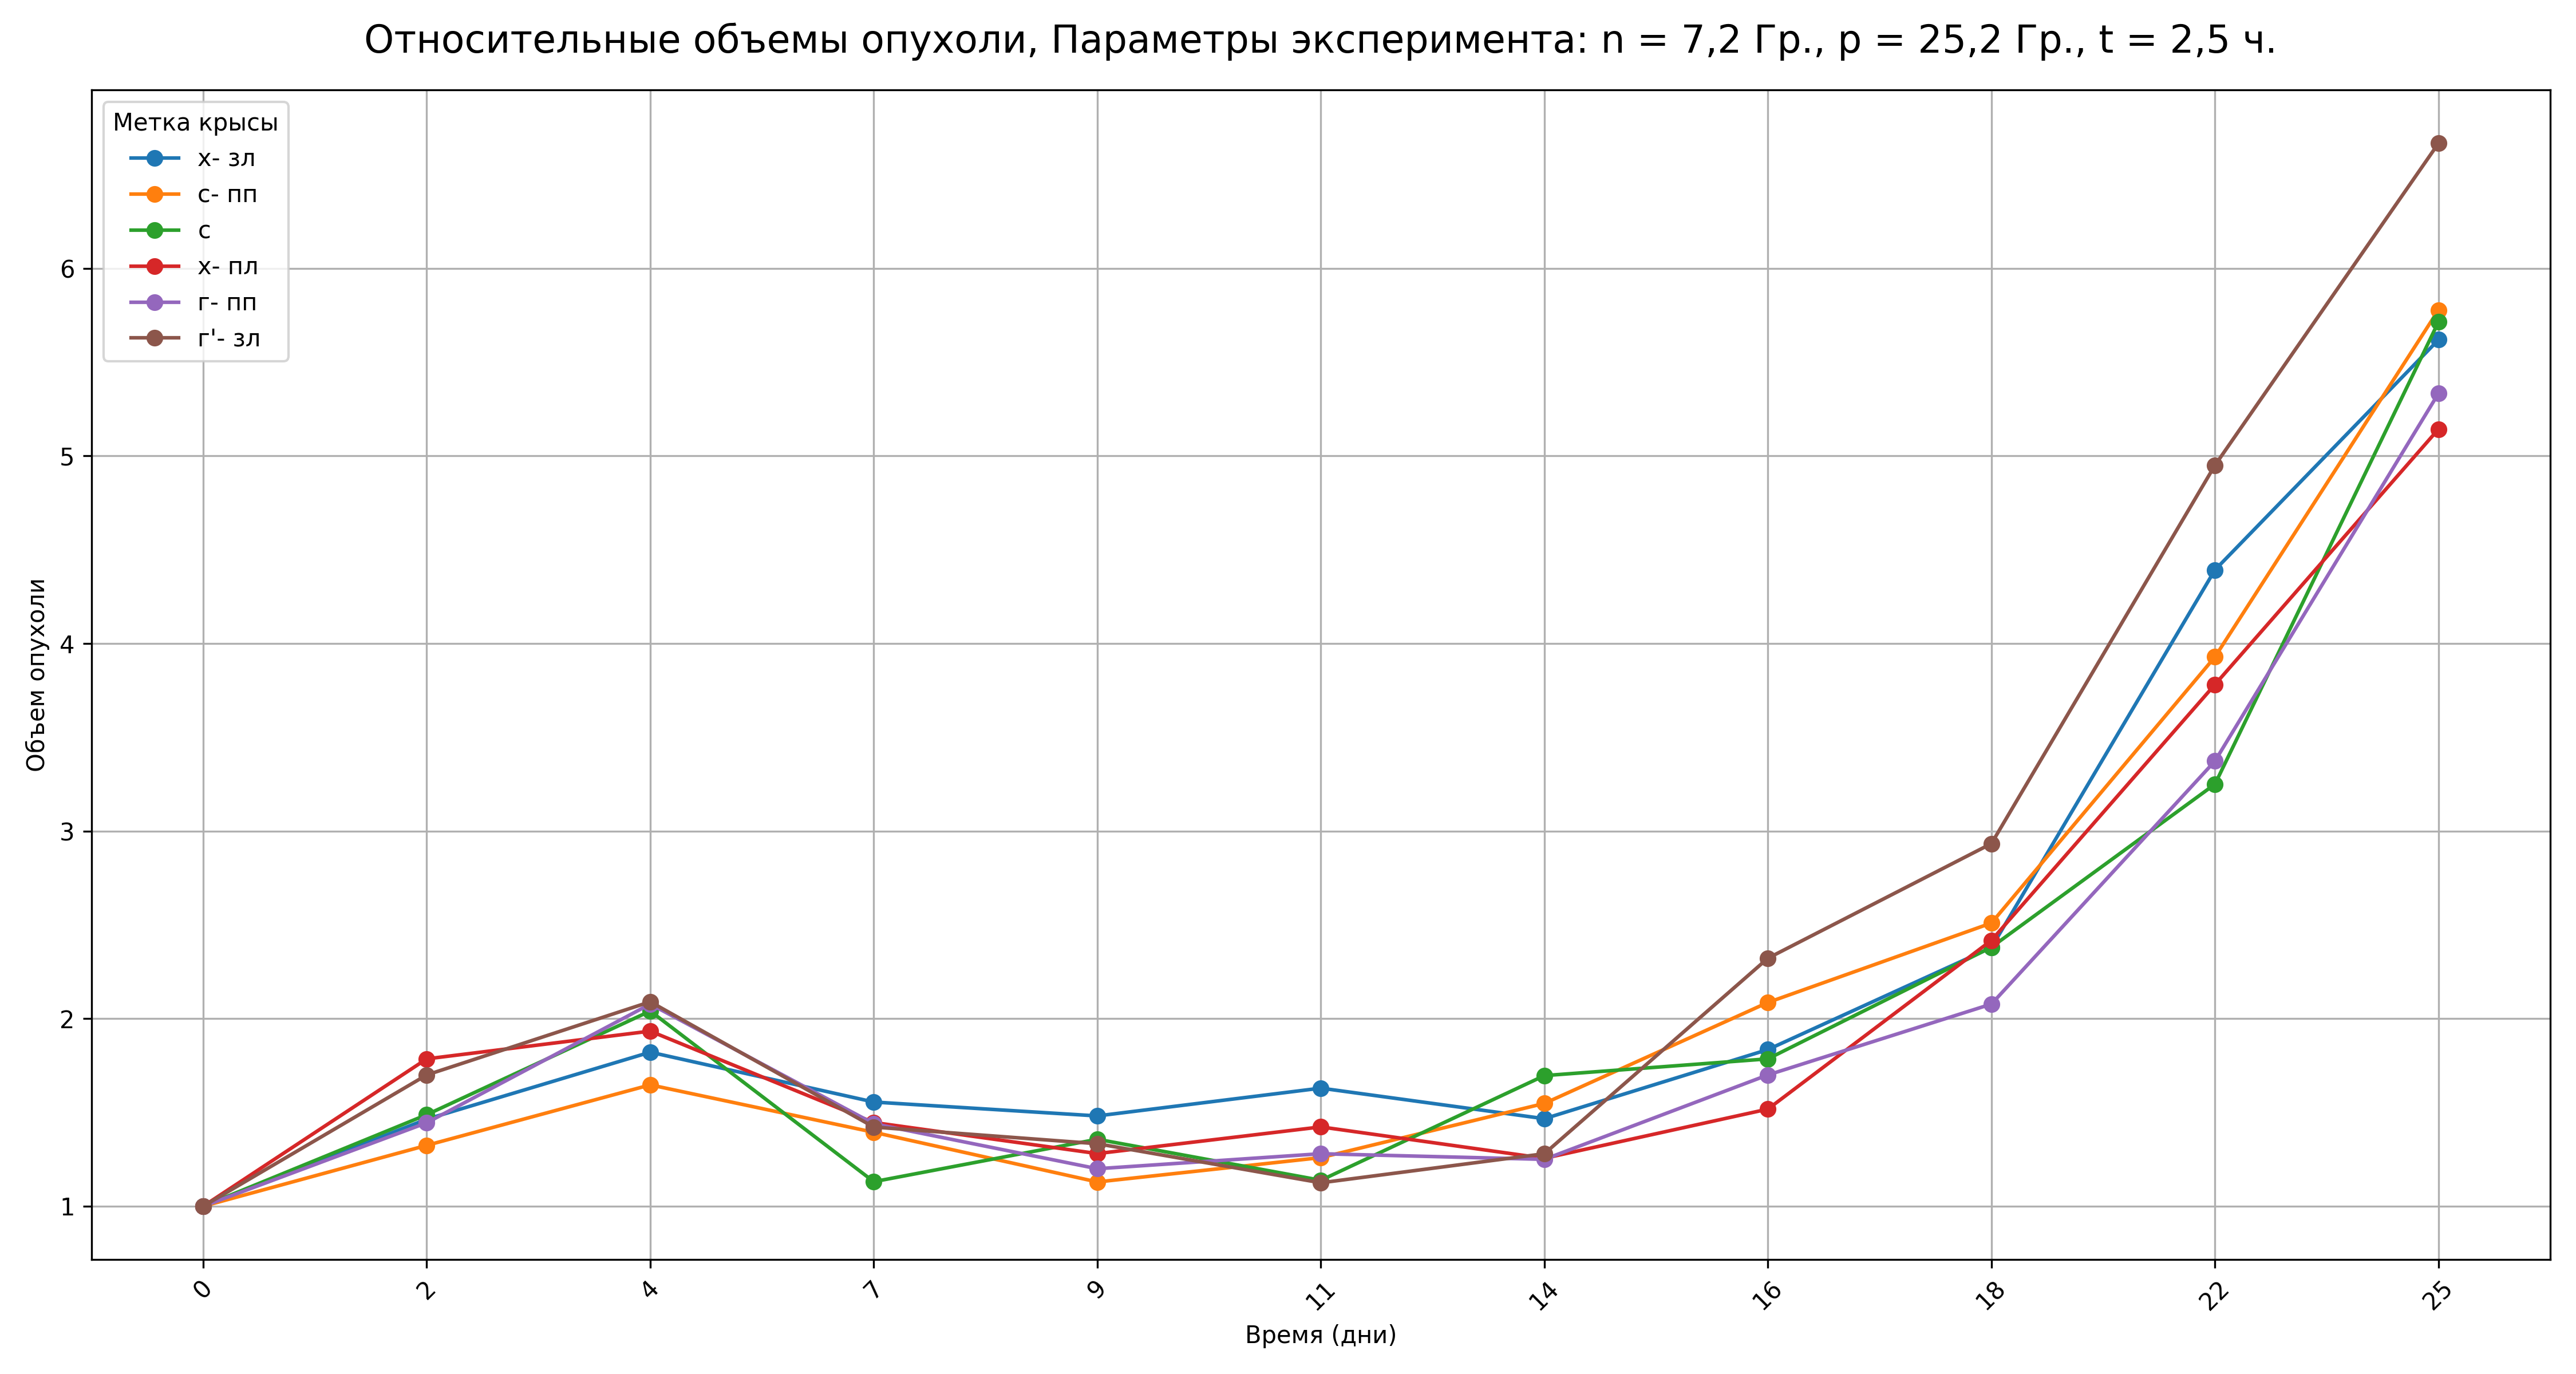 Относительные объемы опухоли, Параметры эксперимента: n = 7,2 Гр., p = 25,2 Гр., t = 2,5 ч.
Метка крысы
х- зл
с- пп
с
х- пл
г- пп
г'- зл
Объем опухоли
6
5
4
3
2
1
0 2 4 7 9 11 14 16 18 22 25
Время (дни)